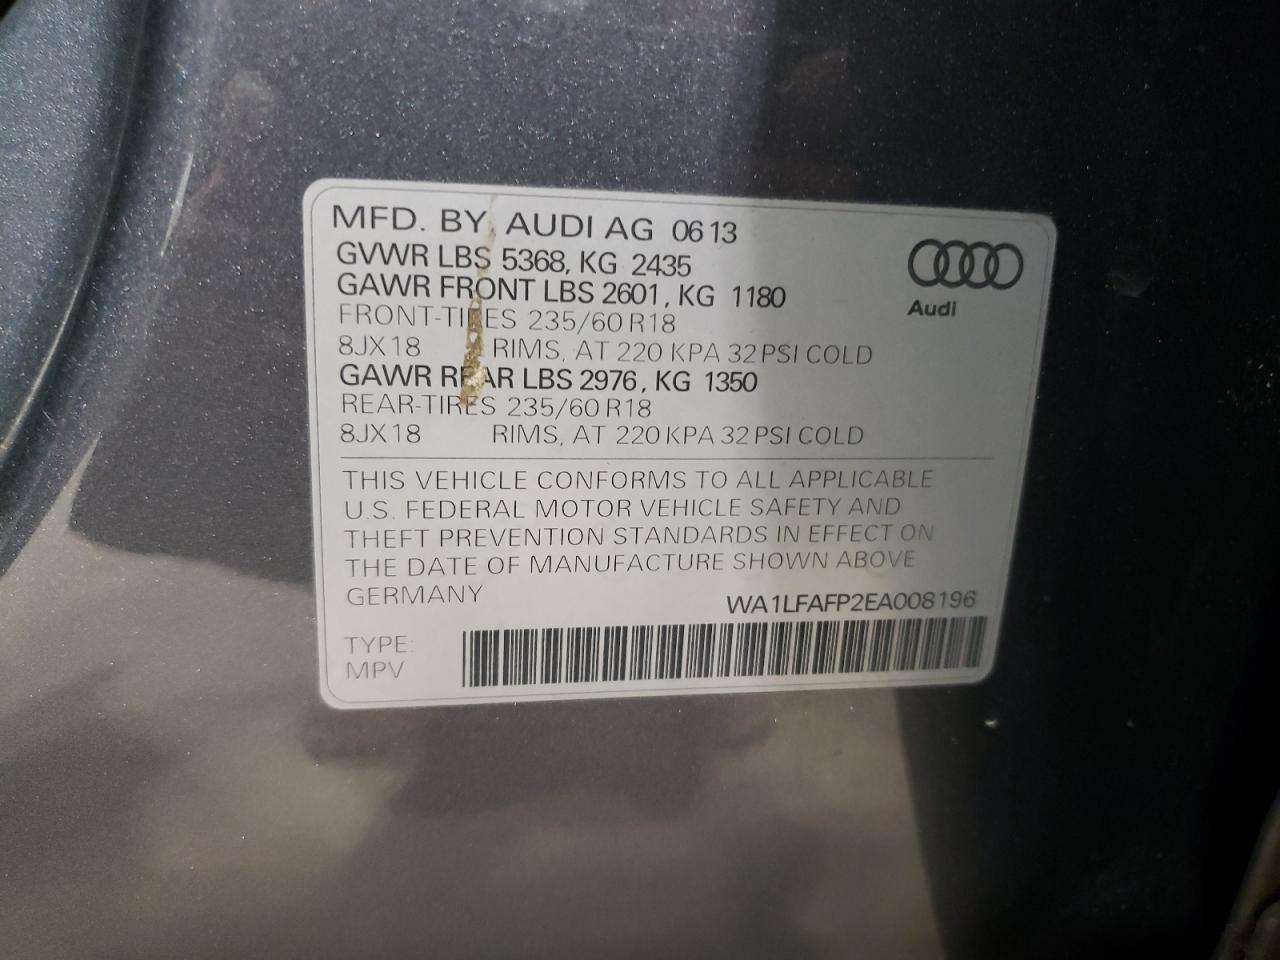 MFD. BY, AUDI AG 06 13
GVWR LBS 5368, KG 2435
GAWR FRONT LBS 2601, KG 1180
FRONT-TIRES 235/60 R18
8JX18 RIMS, AT 220 KPA 32 PSI COLD
GAWR REAR LBS 2976, KG 1350
REAR-TIRES 235/60 R18
8JX18 RIMS, AT 220 KPA 32 PSI COLD
Audi
THIS VEHICLE CONFORMS TO ALL APPLICABLE
U.S. FEDERAL MOTOR VEHICLE SAFETY AND
THEFT PREVENTION STANDARDS IN EFFECT ON
THE DATE OF MANUFACTURE SHOWN ABOVE
GERMANY
WA1LFAFP2EA008196
TYPE:
MPV